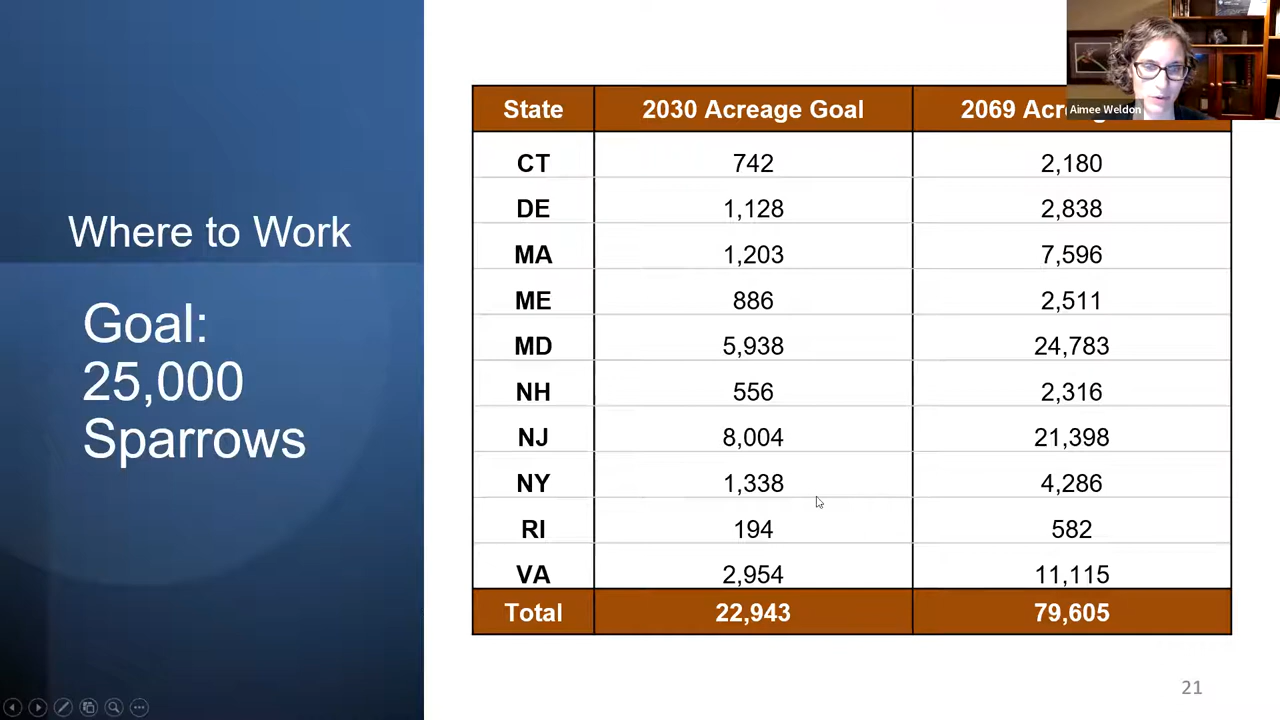 Where to Work
Goal:
25,000
Sparrows
State 2030 Acreage Goal 2069
CT 742 2,180
DE 1,128 2,838
MA 1,203 7,596
ME 886 2,511
MD 5,938 24,783
NH 556 2,316
NJ 8,004 21,398
NY 1,338 4,286
RI 194 582
VA 2,954 11,115
Total 22,943 79,605
Aimee Weldon
21